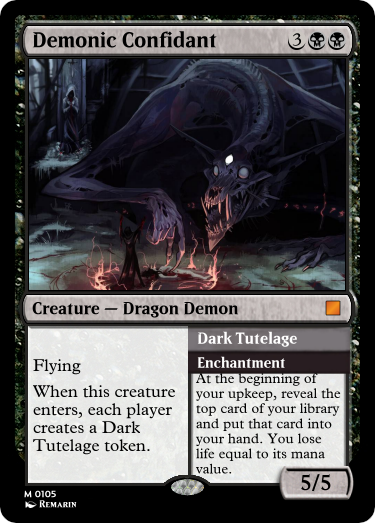 Demonic Confidant 3
Creature — Dragon Demon
Flying
When this creature
enters, each player
creates a Dark
Tutelage token.
Dark Tutelage
Enchantment
At the beginning of
your upkeep, reveal the
top card of your library
and put that card into
your hand. You lose
life equal to its mana
value.
5/5
M 0105
Remarin